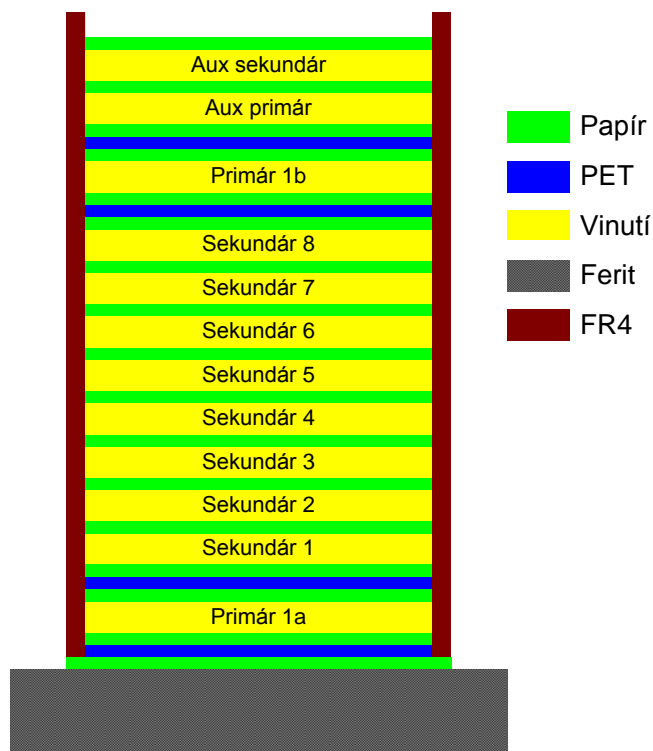 Aux sekundár
Aux primár
Primár 1b
Sekundár 8
Sekundár 7
Sekundár 6
Sekundár 5
Sekundár 4
Sekundár 3
Sekundár 2
Sekundár 1
Primár 1a
Papír
PET
Vinutí
Ferit
FR4